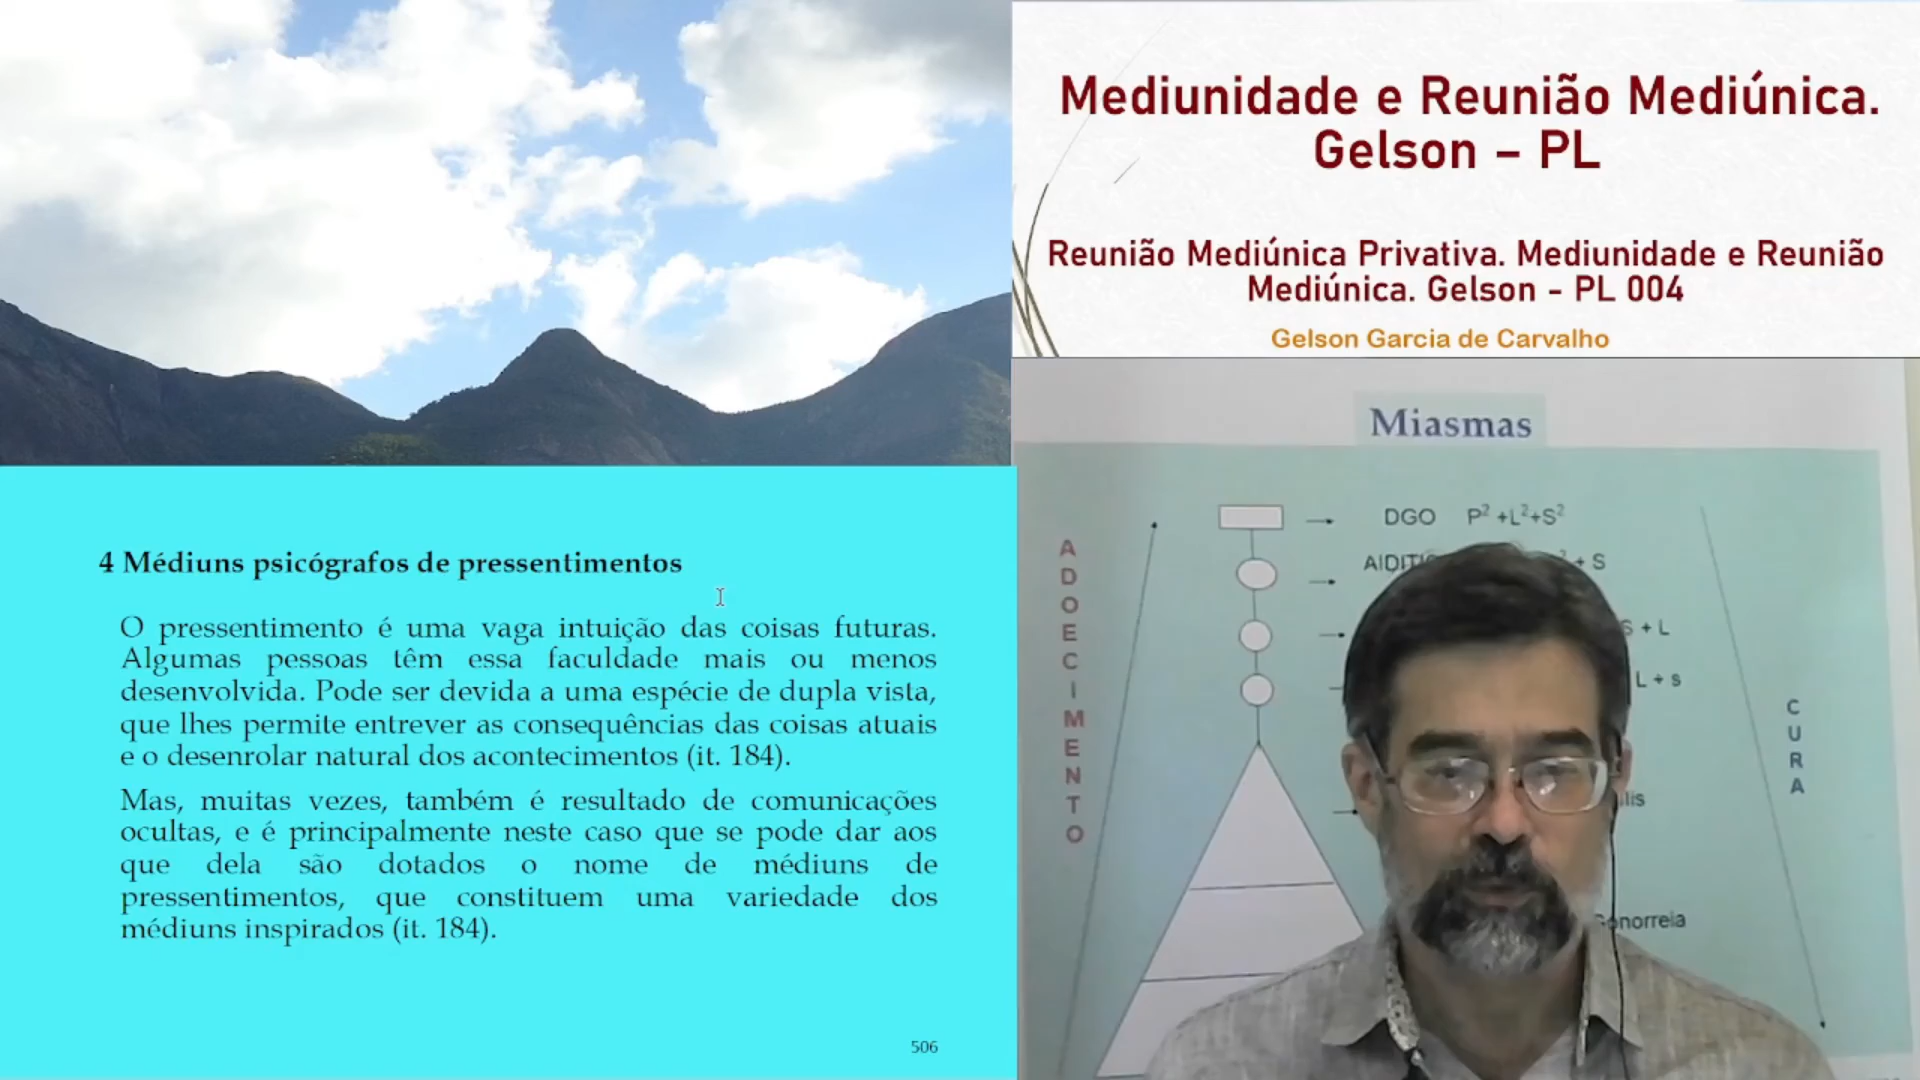 Mediunidade e Reunião Mediúnica.
Gelson – PL
Reunião Mediúnica Privativa. Mediunidade e Reunião
Mediúnica. Gelson - PL 004
Gelson Garcia de Carvalho
4 Médiuns psicógrafos de pressentimentos
O pressentimento é uma vaga intuição das coisas futuras.
Algumas pessoas têm essa faculdade mais ou menos
desenvolvida. Pode ser devida a uma espécie de dupla vista,
que lhes permite entrever as consequências das coisas atuais
e o desenrolar natural dos acontecimentos (it. 184).
Mas, muitas vezes, também é resultado de comunicações
ocultas, e é principalmente neste caso que se pode dar aos
que dela são dotados o nome de médiuns de
pressentimentos, que constituem uma variedade dos
médiuns inspirados (it. 184).
506
Miasmas
DGO P² +L²+S²
+ S
S + L
L + s
Gonorreia
ADOECIMENTO
CURA